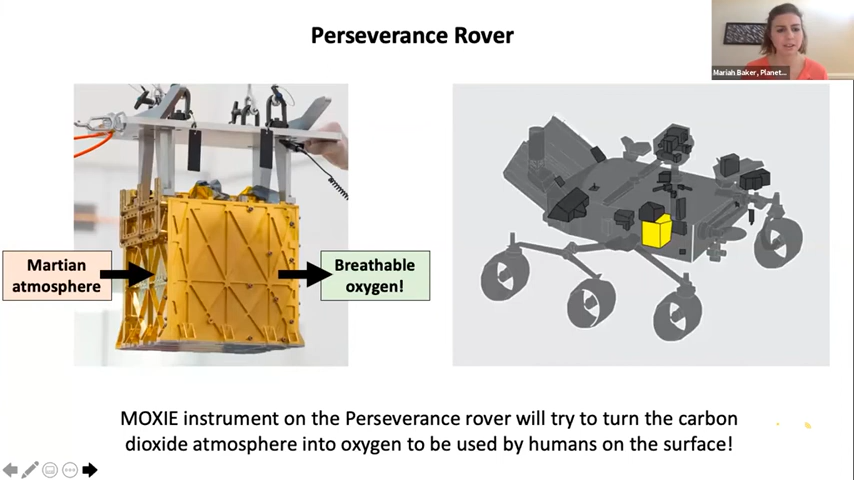 Perseverance Rover
Mariah Baker, Planet...
Martian
atmosphere
Breathable
oxygen!
MOXIE instrument on the Perseverance rover will try to turn the carbon
dioxide atmosphere into oxygen to be used by humans on the surface!